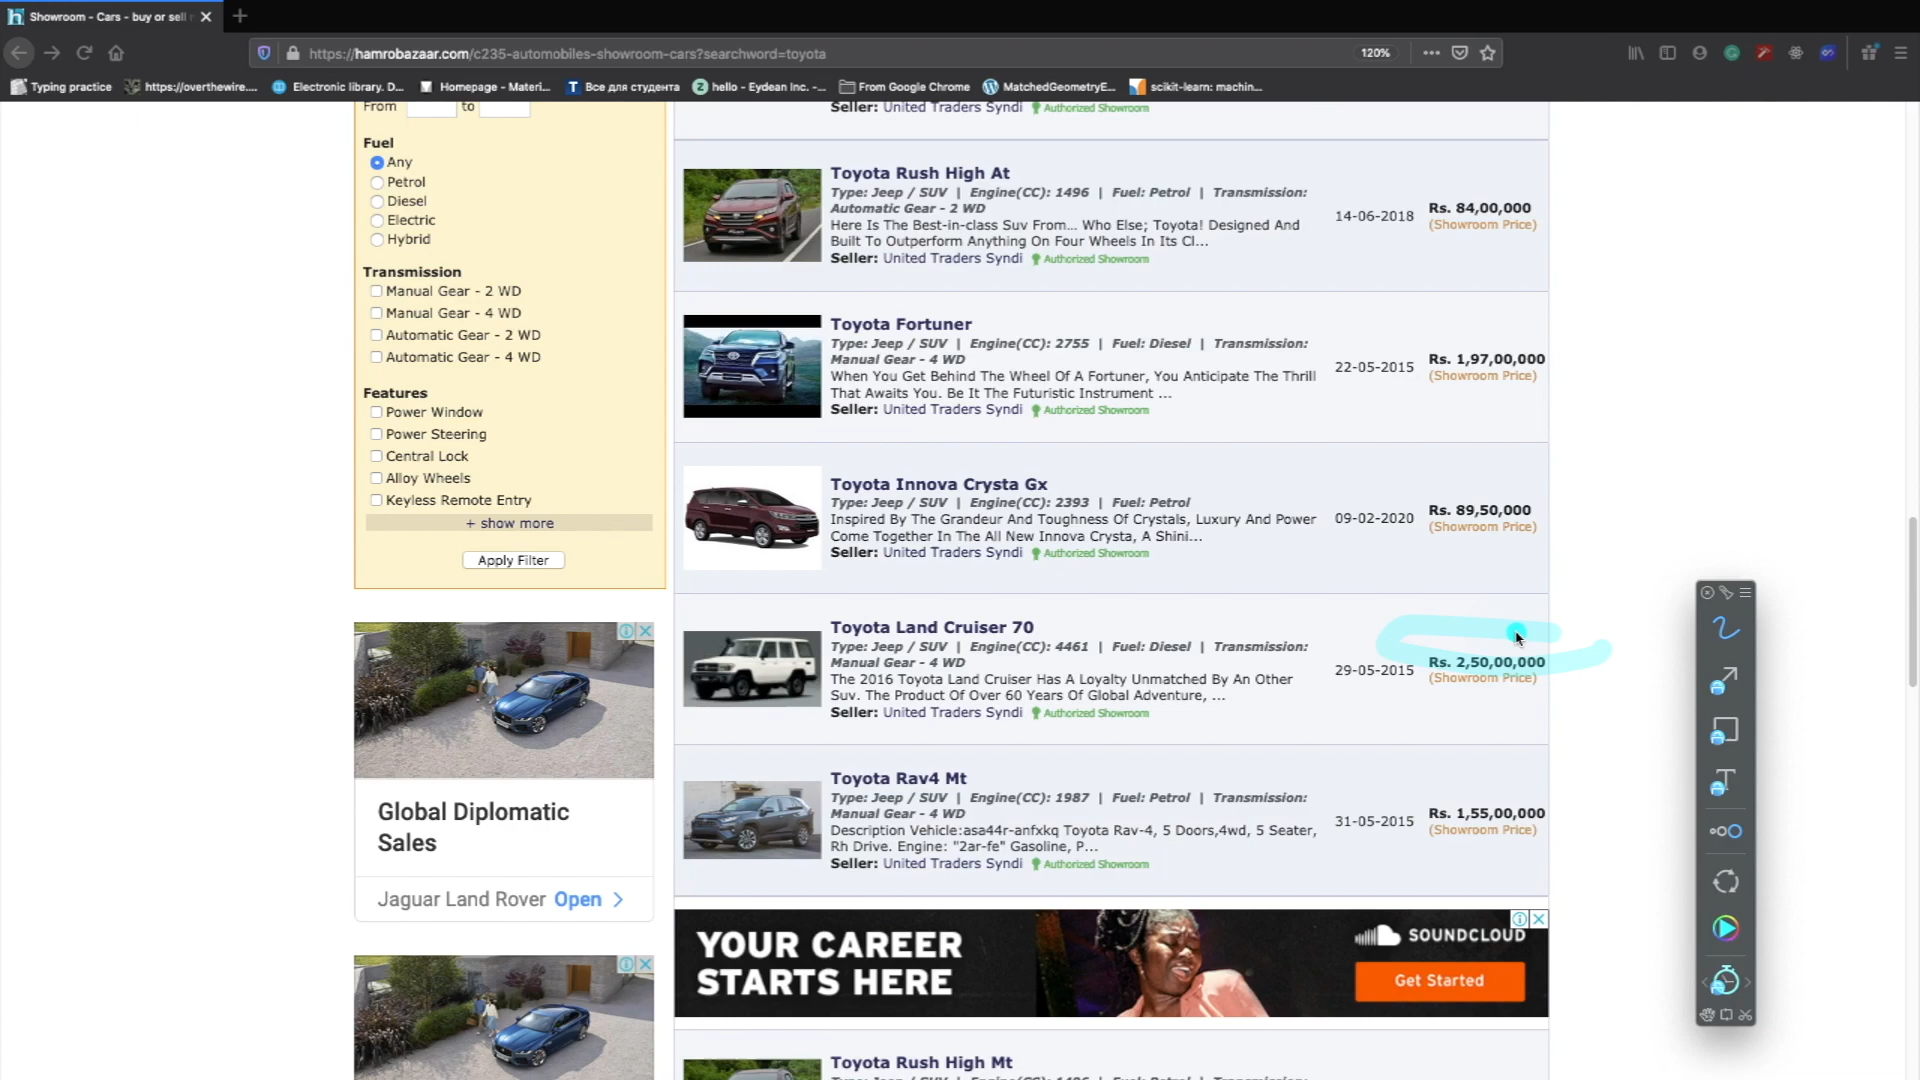 Showroom - Cars - buy or sell
https://hamrobazaar.com/c235-automobiles-showroom-cars?searchword=toyota
120%
Typing practice
https://overthewire....
Electronic library. D...
Homepage - Materi...
Все для студента
hello - Eydean Inc. -...
From Google Chrome
MatchedGeometryE...
scikit-learn: machin...
From to
Fuel
Any
Petrol
Diesel
Electric
Hybrid
Transmission
Manual Gear - 2 WD
Manual Gear - 4 WD
Automatic Gear - 2 WD
Automatic Gear - 4 WD
Features
Power Window
Power Steering
Central Lock
Alloy Wheels
Keyless Remote Entry
+ show more
Apply Filter
Global Diplomatic
Sales
Jaguar Land Rover Open
Seller: United Traders Syndi Authorized Showroom
Toyota Rush High At
Type: Jeep / SUV | Engine(CC): 1496 | Fuel: Petrol | Transmission:
Automatic Gear - 2 WD
Here Is The Best-in-class Suv From... Who Else; Toyota! Designed And
Built To Outperform Anything On Four Wheels In Its Cl...
Seller: United Traders Syndi Authorized Showroom
14-06-2018
Rs. 84,00,000
(Showroom Price)
Toyota Fortuner
Type: Jeep / SUV | Engine(CC): 2755 | Fuel: Diesel | Transmission:
Manual Gear - 4 WD
When You Get Behind The Wheel Of A Fortuner, You Anticipate The Thrill
That Awaits You. Be It The Futuristic Instrument ...
Seller: United Traders Syndi Authorized Showroom
22-05-2015
Rs. 1,97,00,000
(Showroom Price)
Toyota Innova Crysta Gx
Type: Jeep / SUV | Engine(CC): 2393 | Fuel: Petrol
Inspired By The Grandeur And Toughness Of Crystals, Luxury And Power
Come Together In The All New Innova Crysta, A Shini...
Seller: United Traders Syndi Authorized Showroom
09-02-2020
Rs. 89,50,000
(Showroom Price)
Toyota Land Cruiser 70
Type: Jeep / SUV | Engine(CC): 4461 | Fuel: Diesel | Transmission:
Manual Gear - 4 WD
The 2016 Toyota Land Cruiser Has A Loyalty Unmatched By An Other
Suv. The Product Of Over 60 Years Of Global Adventure, ...
Seller: United Traders Syndi Authorized Showroom
29-05-2015
Rs. 2,50,00,000
(Showroom Price)
Toyota Rav4 Mt
Type: Jeep / SUV | Engine(CC): 1987 | Fuel: Petrol | Transmission:
Manual Gear - 4 WD
Description Vehicle:asa44r-anfxkq Toyota Rav-4, 5 Doors,4wd, 5 Seater,
Rh Drive. Engine: "2ar-fe" Gasoline, P...
Seller: United Traders Syndi Authorized Showroom
31-05-2015
Rs. 1,55,00,000
(Showroom Price)
YOUR CAREER
STARTS HERE
SOUNDCLOUD
Get Started
Toyota Rush High Mt